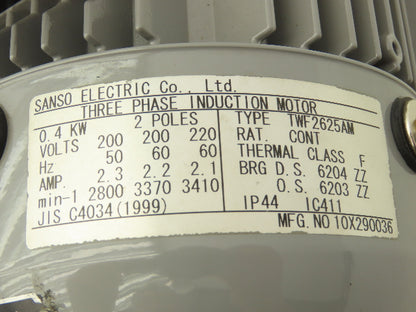 SANSO ELECTRIC Co., Ltd.
THREE PHASE INDUCTION MOTOR
0.4 KW 2 POLES TYPE TWF2625AM
VOLTS 200 200 220 RAT. CONT
Hz 50 60 60 THERMAL CLASS F
AMP. 2.3 2.2 2.1 BRG D.S. 6204 ZZ
min-1 2800 3370 3410 O.S. 6203 ZZ
JIS C4034(1999) IP44 IC411
MFG. NO 10X290036